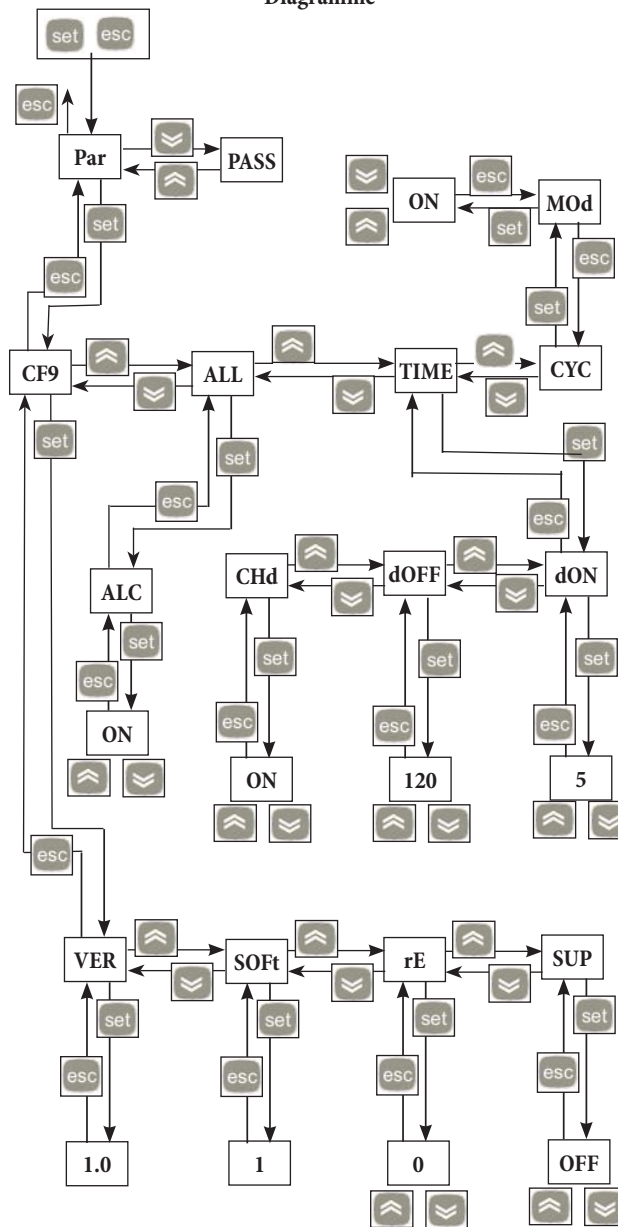 Diagramme
set esc
esc
Par PASS
ON esc MOd
set
set
esc
esc
set
CF9 ALL TIME CYC
set
set
set
esc
esc
CHd dOFF dON
ALC
set
set set set
esc
esc esc esc
ON
ON 120 5
esc
VER SOFt rE SUP
set set set set
esc esc esc esc
1.0 1 0 OFF